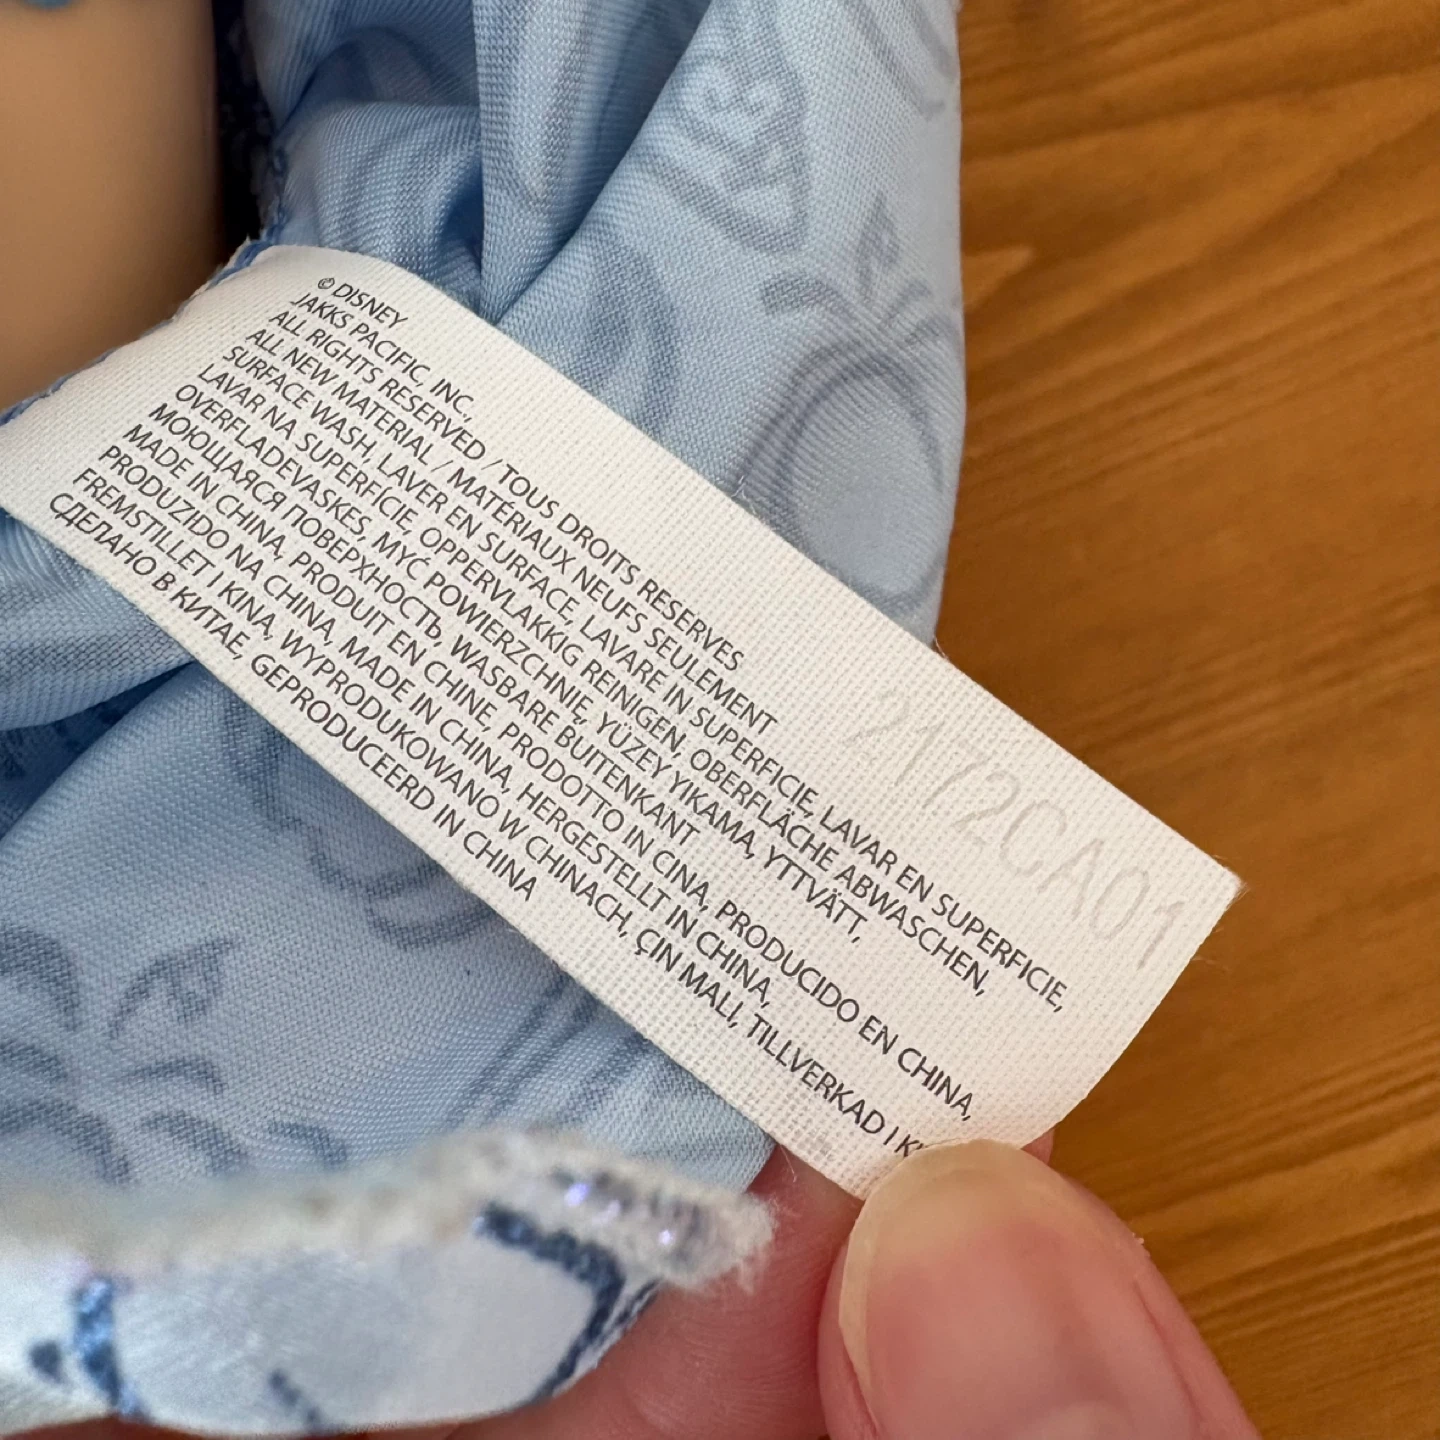 © DISNEY
JAKKS PACIFIC, INC.,
ALL RIGHTS RESERVED / TOUS DROITS RESERVES
ALL NEW MATERIAL / MATÉRIAUX NEUFS SEULEMENT
SURFACE WASH, LAVER EN SURFACE, LAVARE IN SUPERFICIE, LAVAR EN SUPERFICIE,
LAVAR NA SUPERFÍCIE, OPPERVLAKKIG REINIGEN, OBERFLÄCHE ABWASCHEN,
OVERFLADEVASKES, MYĆ POWIERZCHNIĘ, YÜZEY YIKAMA, YTTVÄTT,
МОЮЩАЯСЯ ПОВЕРХНОСТЬ, WASBARE BUITENKANT
MADE IN CHINA, PRODUIT EN CHINE, PRODOTTO IN CINA, PRODUCIDO EN CHINA,
PRODUZIDO NA CHINA, MADE IN CHINA, HERGESTELLT IN CHINA,
FREMSTILLET I KINA, WYPRODUKOWANO W CHINACH, ÇIN MALI, TILLVERKAD I
СДЕЛАНО В КИТАЕ, GEPRODUCEERD IN CHINA